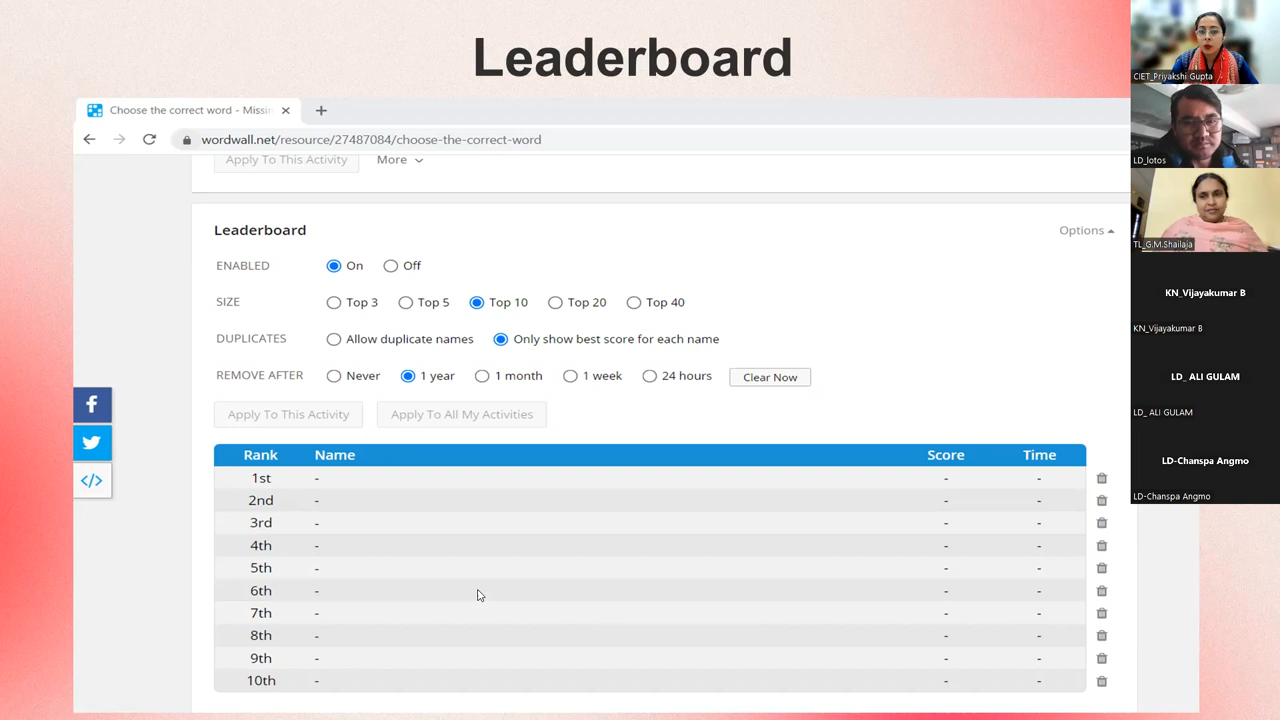 Leaderboard
Choose the correct word - Missin
wordwall.net/resource/27487084/choose-the-correct-word
Apply To This Activity More
Leaderboard Options
ENABLED On Off
SIZE Top 3 Top 5 Top 10 Top 20 Top 40
DUPLICATES Allow duplicate names Only show best score for each name
REMOVE AFTER Never 1 year 1 month 1 week 24 hours Clear Now
Apply To This Activity Apply To All My Activities
Rank Name Score Time
1st - - -
2nd - - -
3rd - - -
4th - - -
5th - - -
6th - - -
7th - - -
8th - - -
9th - - -
10th - - -
CIET_Priyakshi Gupta
LD_lotos
TL_G.M.Shailaja
KN_Vijayakumar B
KN_Vijayakumar B
LD_ ALI GULAM
LD_ ALI GULAM
LD-Chanspa Angmo
LD-Chanspa Angmo